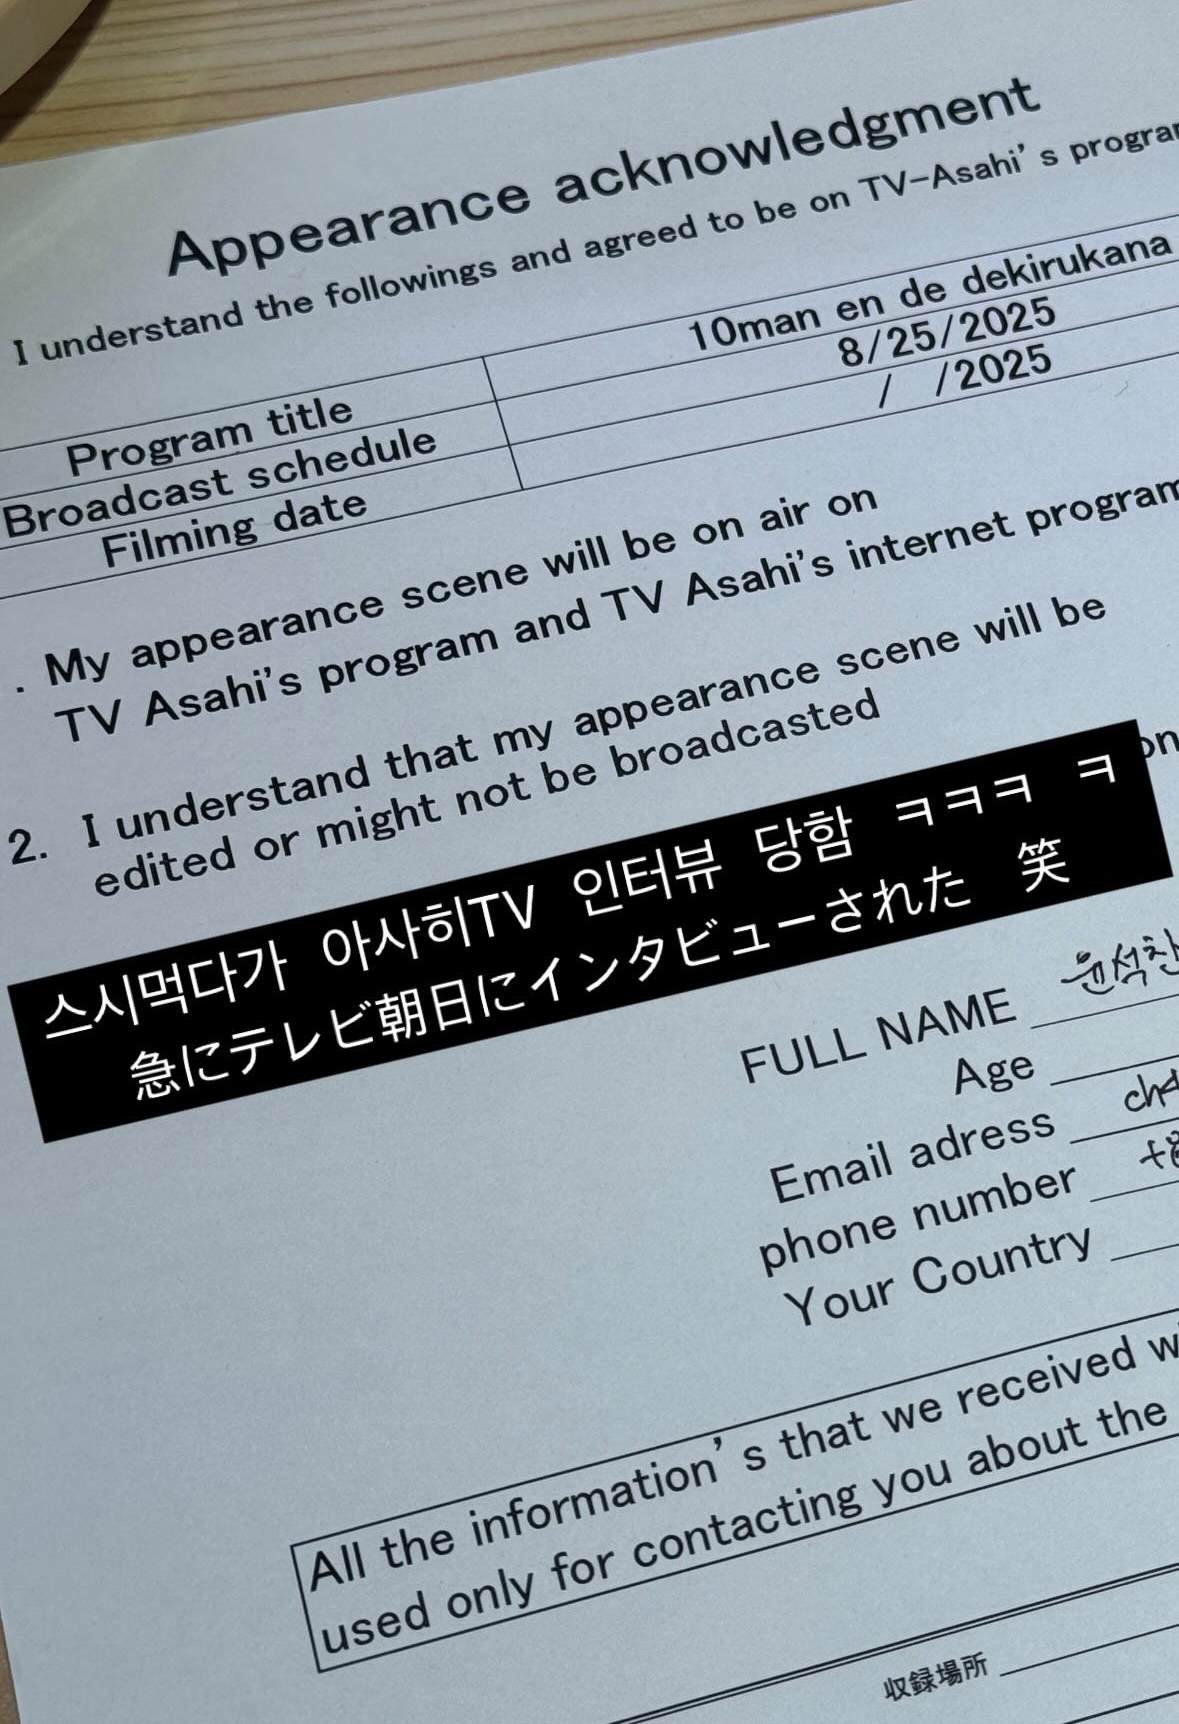 Appearance acknowledgment
I understand the followings and agreed to be on TV-Asahi's
Program title 10man en de dekirukana
Broadcast schedule 8/25/2025
Filming date / /2025
. My appearance scene will be on air on
TV Asahi's program and TV Asahi's internet program
2. I understand that my appearance scene will be
edited or might not be broadcasted
스시먹다가 아사히TV 인터뷰 당함 ㅋㅋㅋ ㅋ
急にテレビ朝日にインタビューされた 笑
FULL NAME 윤석찬
Age
Email adress
phone number
Your Country
All the information's that we received
used only for contacting you about the
収録場所